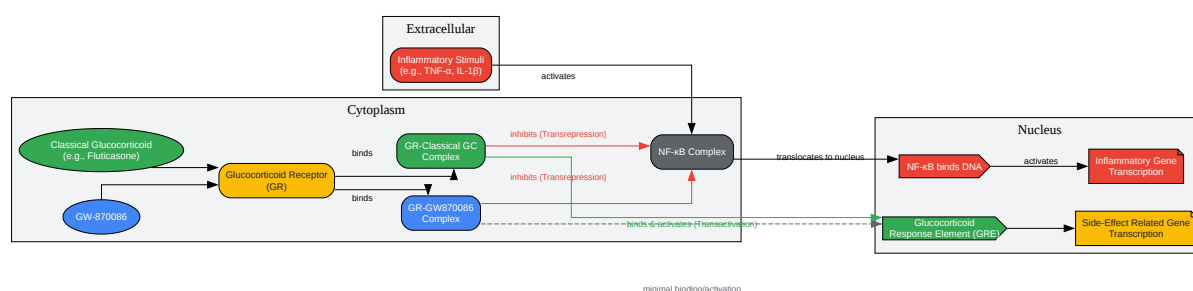 Extracellular
Inflammatory Stimuli
(e.g., TNF-α, IL-1β)
activates
Cytoplasm
Classical Glucocorticoid
(e.g., Fluticasone)
GW-870086
Glucocorticoid Receptor
(GR)
binds
binds
GR-Classical GC
Complex
GR-GW870086
Complex
inhibits (Transrepression)
inhibits (Transrepression)
NF-κB Complex
translocates to nucleus
binds & activates (Transactivation)
minimal binding/activation
Nucleus
NF-κB binds DNA
activates
Inflammatory Gene
Transcription
Glucocorticoid
Response Element (GRE)
Side-Effect Related Gene
Transcription